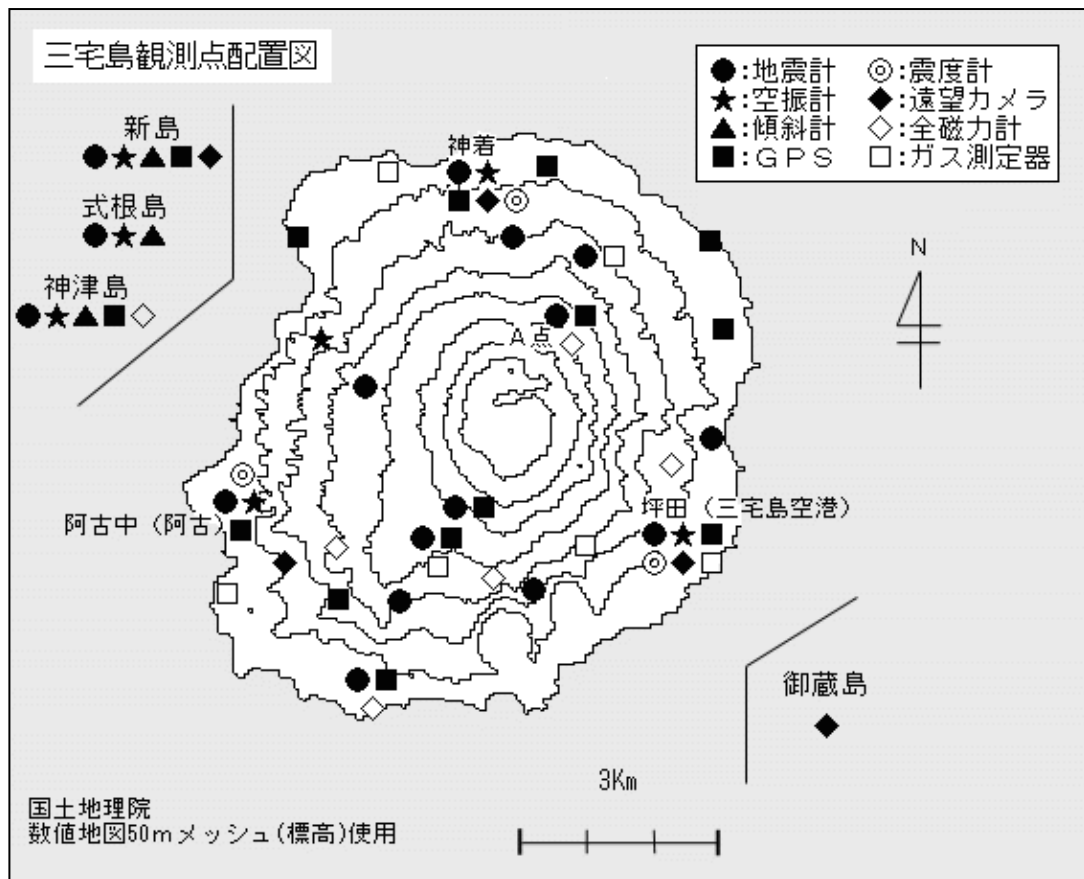 三宅島観測点配置図
●:地震計 ◎:震度計
★:空振計 ◆:遠望カメラ
▲:傾斜計 ◇:全磁力計
■:GPS □:ガス測定器
新島
式根島
神津島
神着
N
A点
坪田（三宅島空港）
阿古中（阿古）
御蔵島
3Km
国土地理院
数値地図50mメッシュ(標高)使用